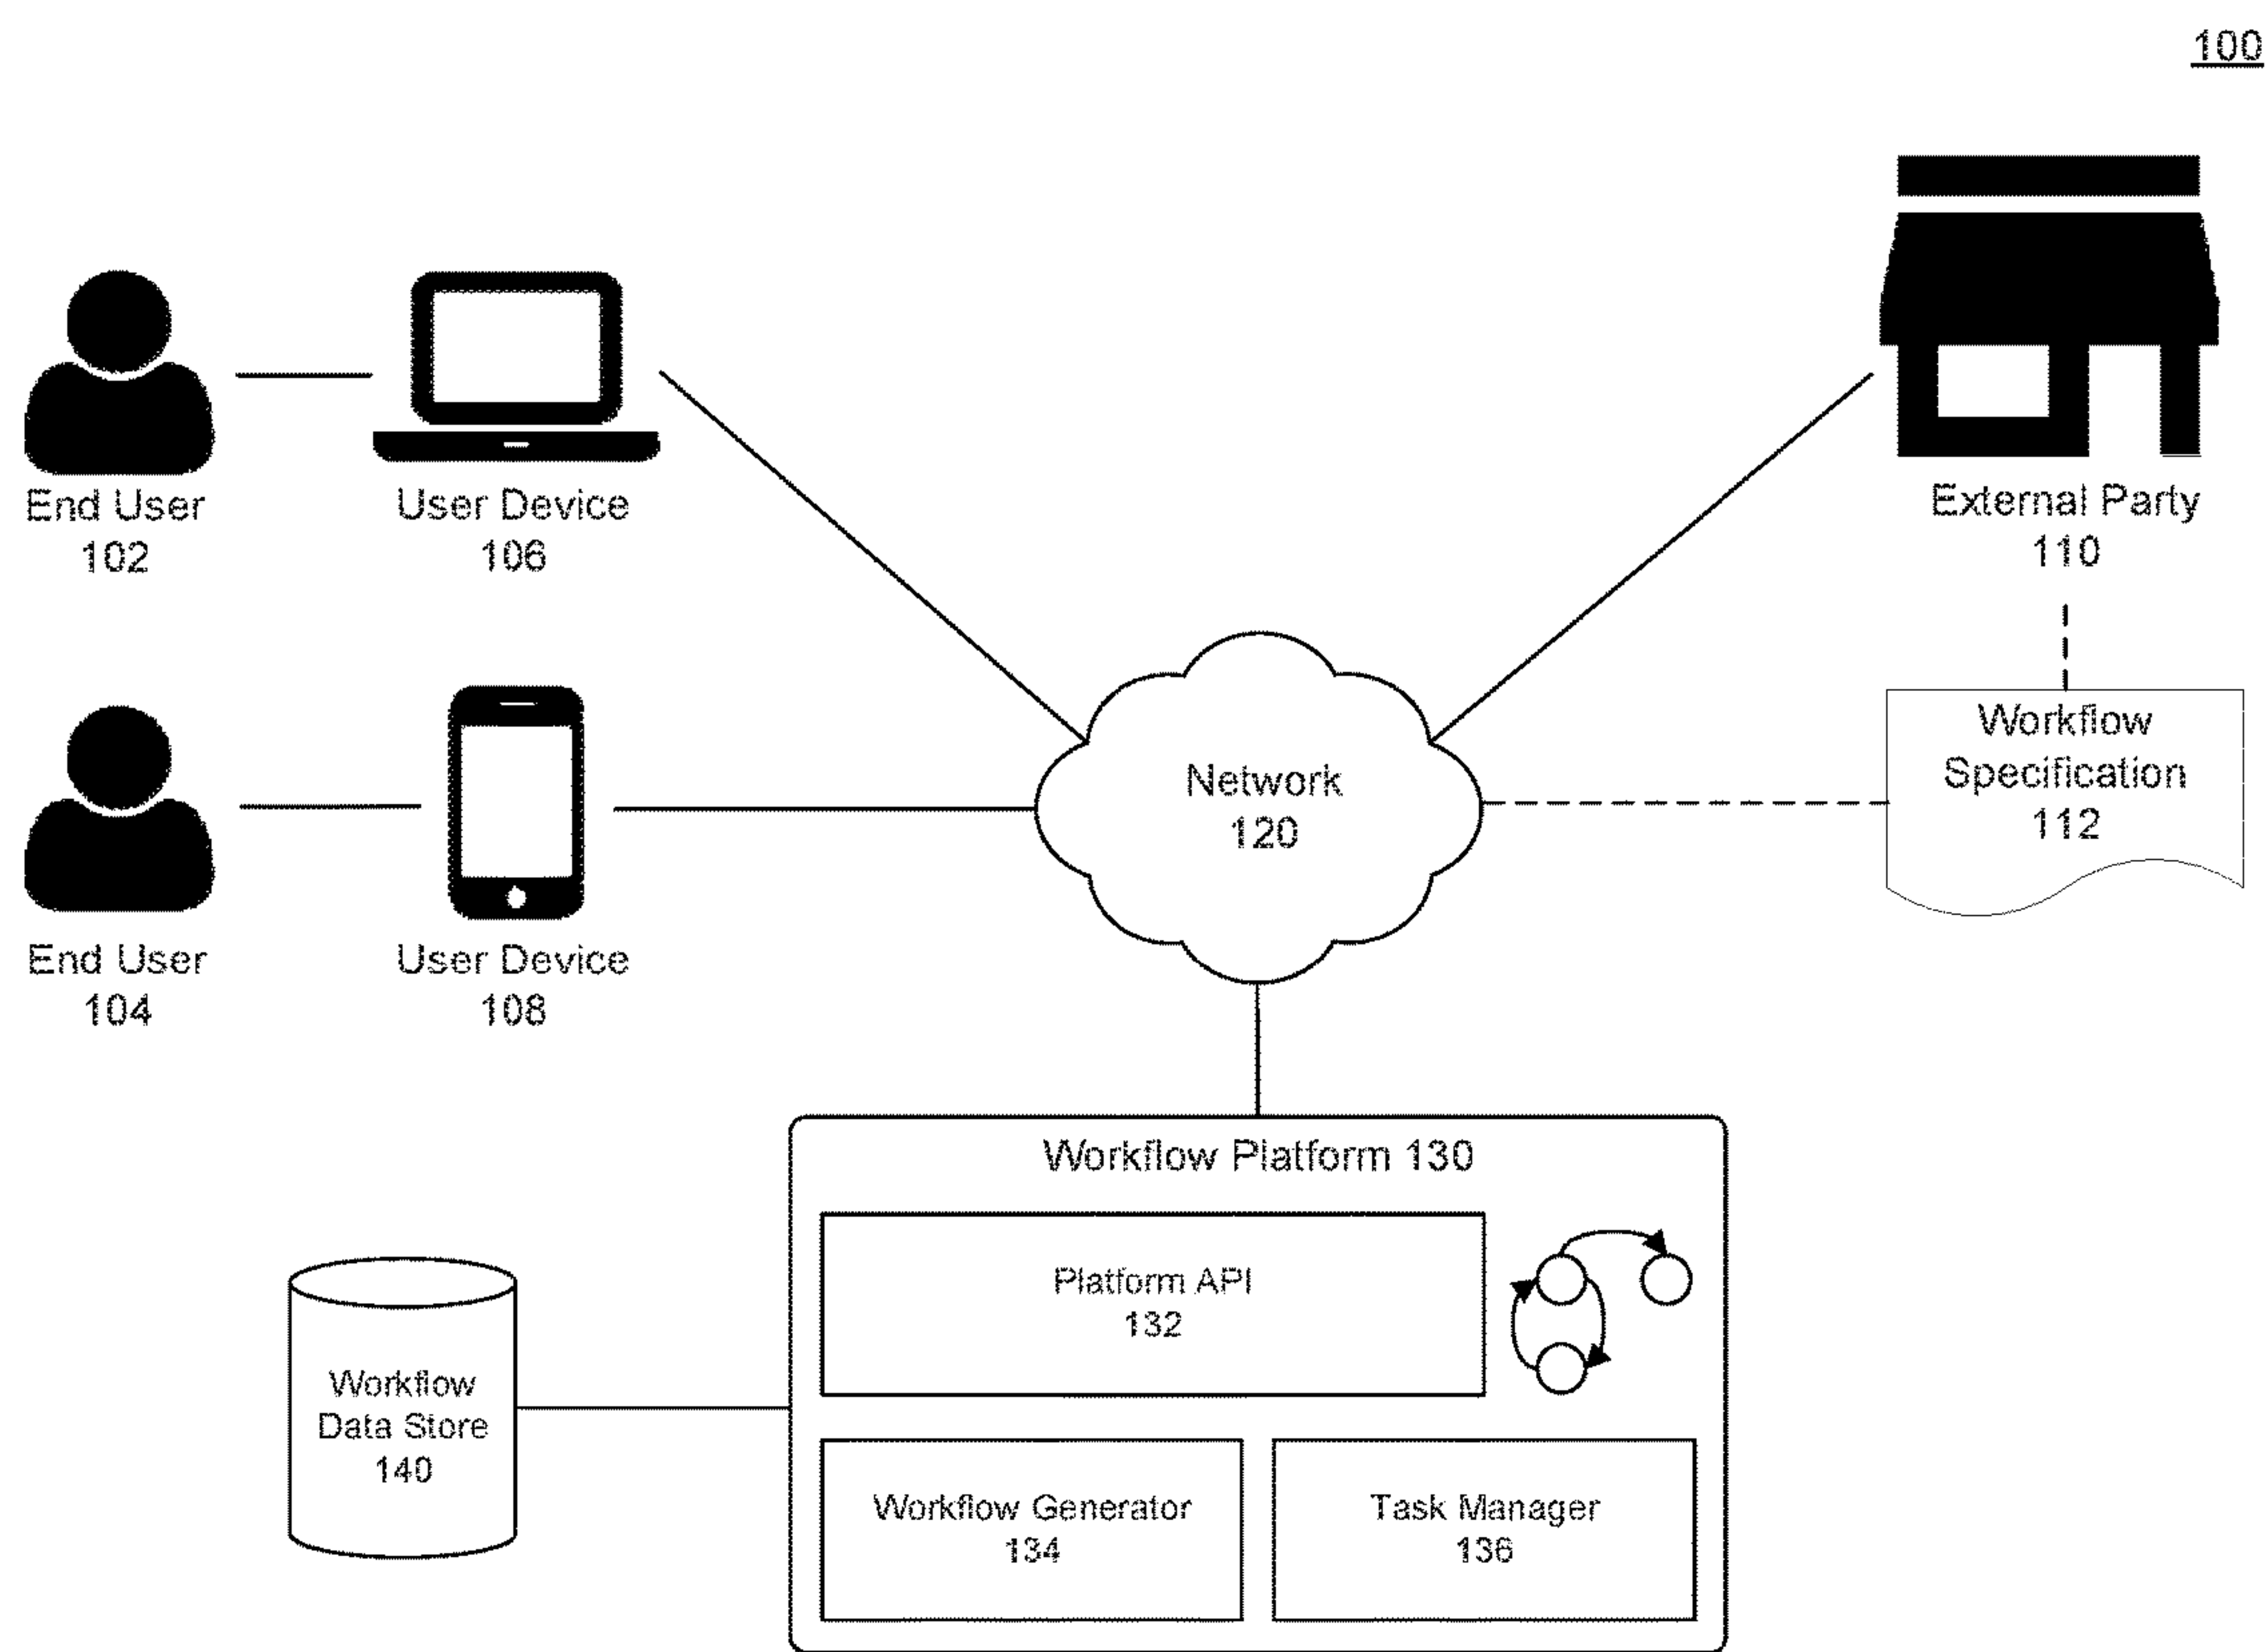 100
End User
102
User Device
106
External Party
110
End User
104
User Device
108
Network
120
Workflow
Specification
112
Workflow Platform 130
Platform API
132
Workflow
Data Store
140
Workflow Generator
134
Task Manager
136